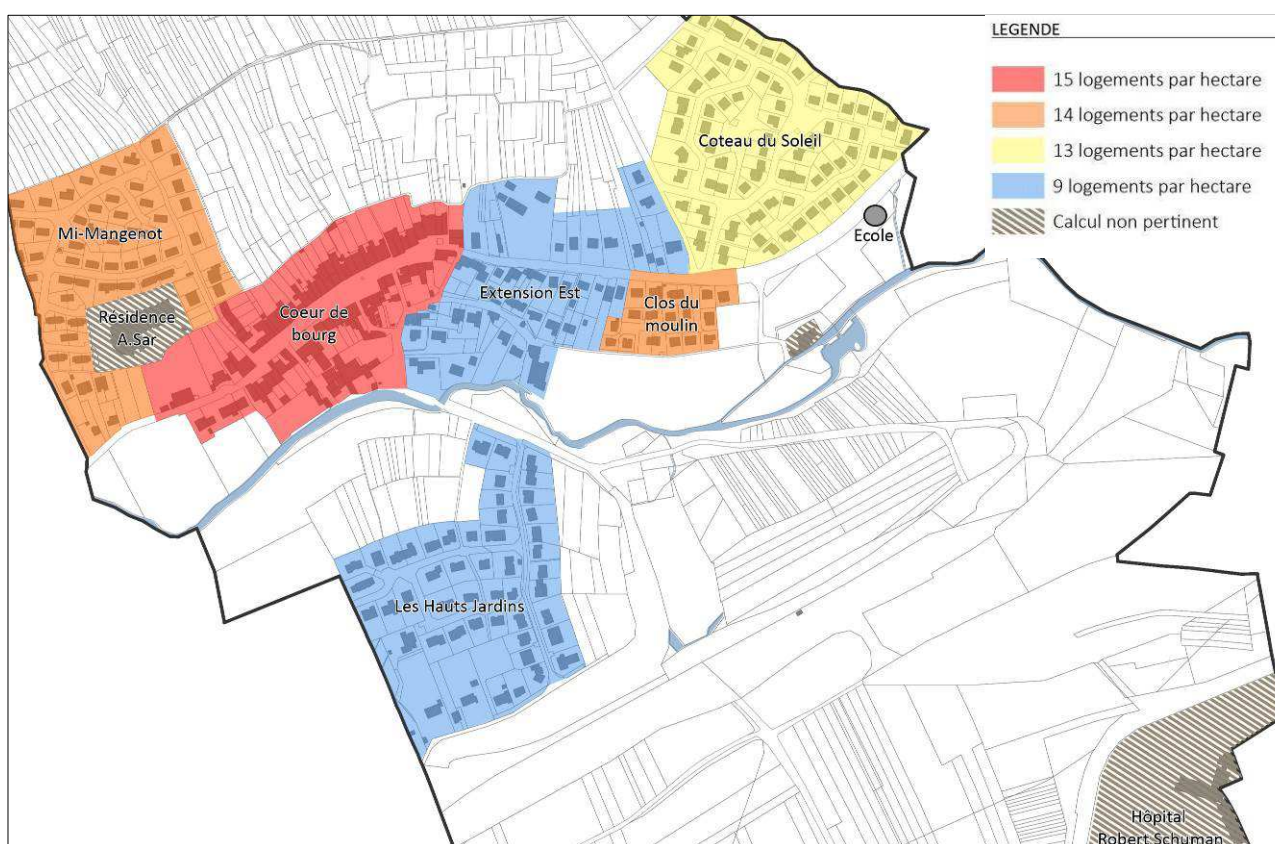 LEGENDE
15 logements par hectare
14 logements par hectare
13 logements par hectare
9 logements par hectare
Calcul non pertinent
Coteau du Soleil
Ecole
Mi-Mangenot
Résidence
A.Sar
Coeur de
bourg
Extension Est
Clos du
moulin
Les Hauts Jardins
Hôpital
Robert Schuman